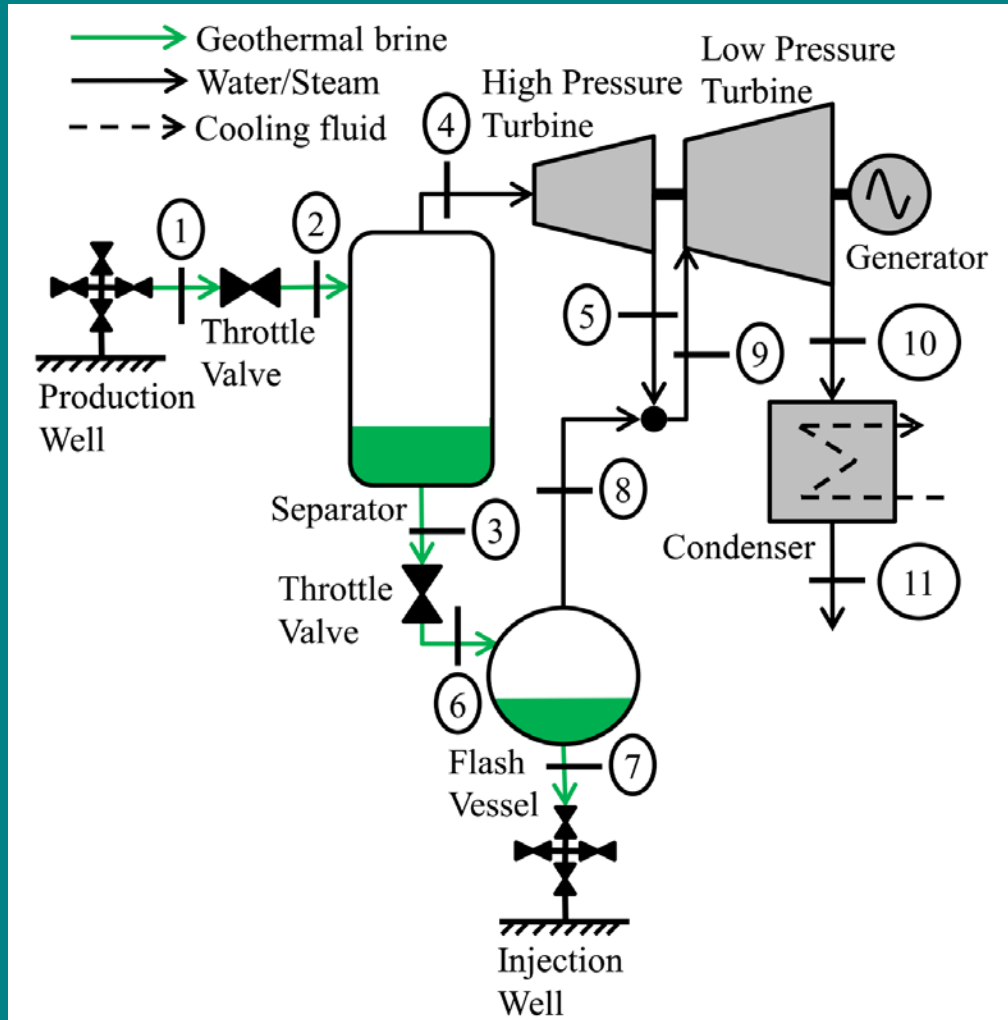 Geothermal brine
Water/Steam
Cooling fluid
High Pressure
Turbine
Low Pressure
Turbine
4
1
2
Generator
Throttle
Valve
Production
Well
5
9
10
8
Separator
3
Condenser
11
Throttle
Valve
6
7
Flash
Vessel
Injection
Well